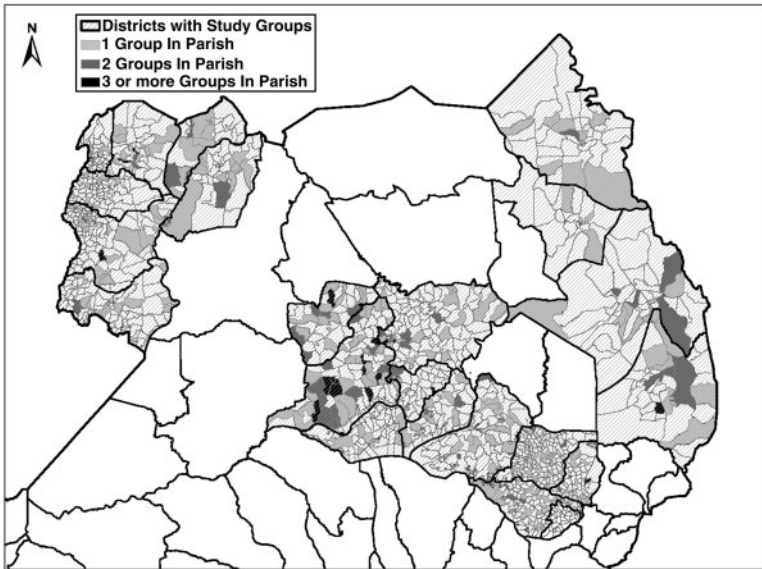 N
Districts with Study Groups
1 Group In Parish
2 Groups In Parish
3 or more Groups In Parish